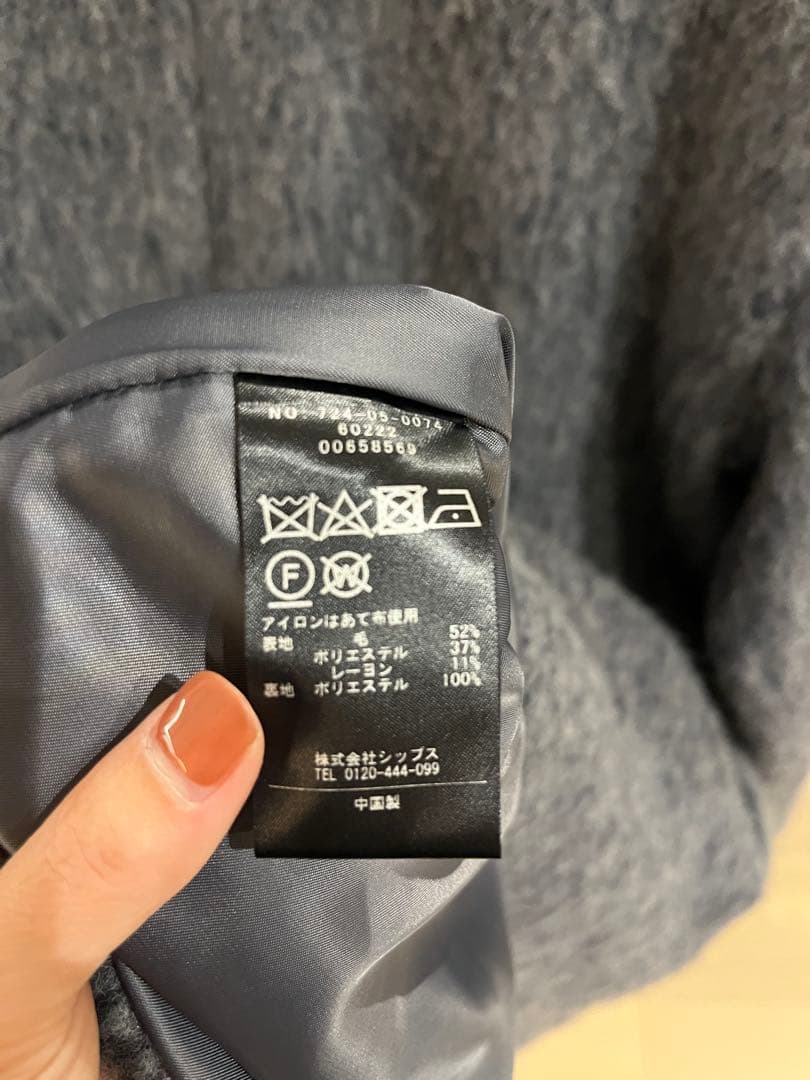 NO: 724-05-0074
60222
00658569
F W
アイロンはあて布使用
表地 毛 52%
ポリエステル 37%
レーヨン 11%
裏地 ポリエステル 100%
株式会社シップス
TEL 0120-444-099
中国製